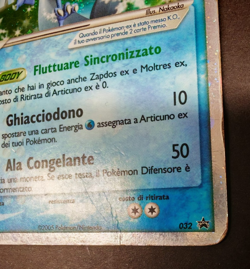 Illus. Nakaoka
Quando il Pokémon ex è stato messo K.O.,
il tuo avversario prende 2 carte Premio.
BODY Fluttuare Sincronizzato
anto che hai in gioco anche Zapdos ex e Moltres ex,
osto di Ritirata di Articuno ex è 0.
Ghiacciodono 10
spostare una carta Energia assegnata a Articuno ex
dei tuoi Pokémon.
Ala Congelante 50
una moneta. Se esce testa, il Pokémon Difensore è
costo di ritirata
032